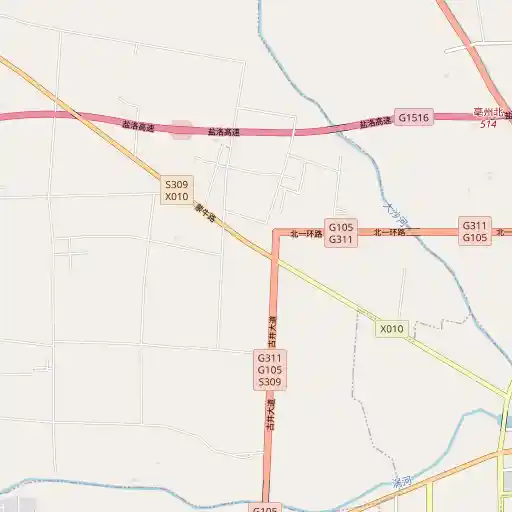 亳州北
514
G1516
盐洛高速
盐洛高速
盐洛高速
盐
S309
X010
蒙牛路
大沙河
G105
G311
G311
G105
北一环路
北一环路
北一
X010
古井大道
G311
G105
S309
古井大道
涡河
G105